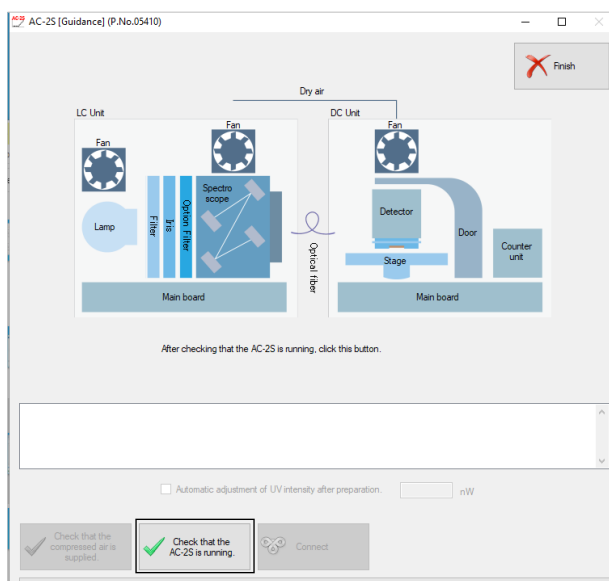 AC-2S [Guidance] (P.No.05410)
Finish
Dry air
LC Unit
DC Unit
Fan
Fan
Fan
Lamp
Filter
Iris
Option Filter
Spectro
scope
Optical fiber
Detector
Door
Stage
Counter
unit
Main board
Main board
After checking that the AC-2S is running, click this button.
Automatic adjustment of UV intensity after preparation.
nW
Check that the
compressed air is
supplied.
Check that the
AC-2S is running.
Connect